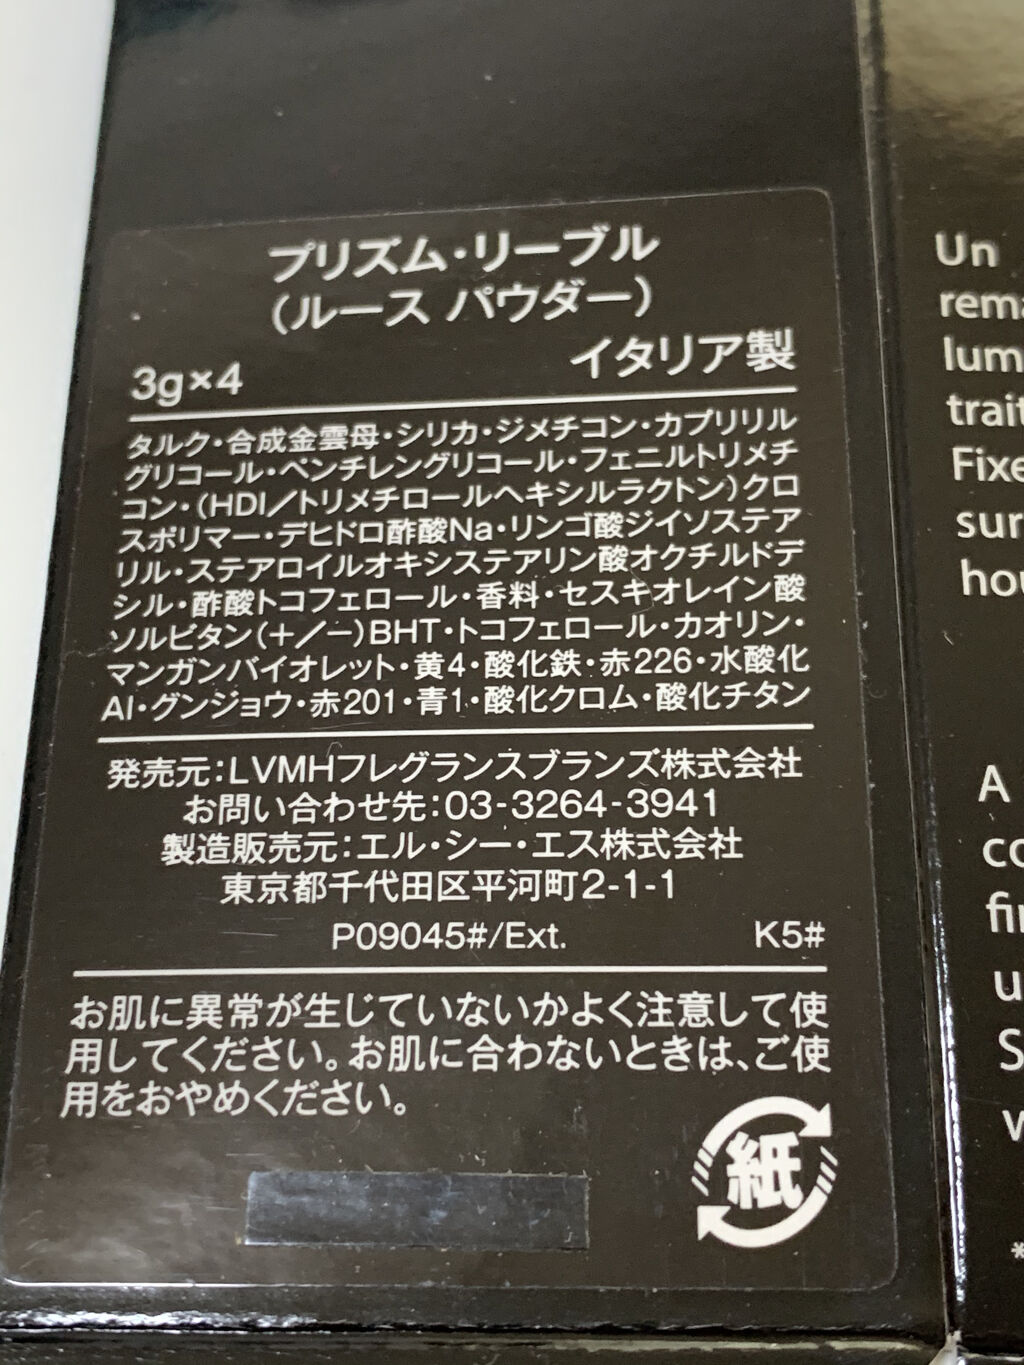 プリズム・リーブル
（ルース パウダー）
3g×4
イタリア製
タルク・合成金雲母・シリカ・ジメチコン・カプリリル
グリコール・ペンチレングリコール・フェニルトリメチ
コン・（HDI／トリメチロールヘキシルラクトン）クロ
スポリマー・デヒドロ酢酸Na・リンゴ酸ジイソステア
リル・ステアロイルオキシステアリン酸オクチルドデ
シル・酢酸トコフェロール・香料・セスキオレイン酸
ソルビタン（＋／−）BHT・トコフェロール・カオリン・
マンガンバイオレット・黄4・酸化鉄・赤226・水酸化
Al・グンジョウ・赤201・青1・酸化クロム・酸化チタン
発売元：LVMHフレグランスブランズ株式会社
お問い合わせ先：03-3264-3941
製造販売元：エル・シー・エス株式会社
東京都千代田区平河町2-1-1
P09045#/Ext.
K5#
お肌に異常が生じていないかよく注意して使
用してください。お肌に合わないときは、ご使
用をおやめください。
紙
Un
Fixe
A